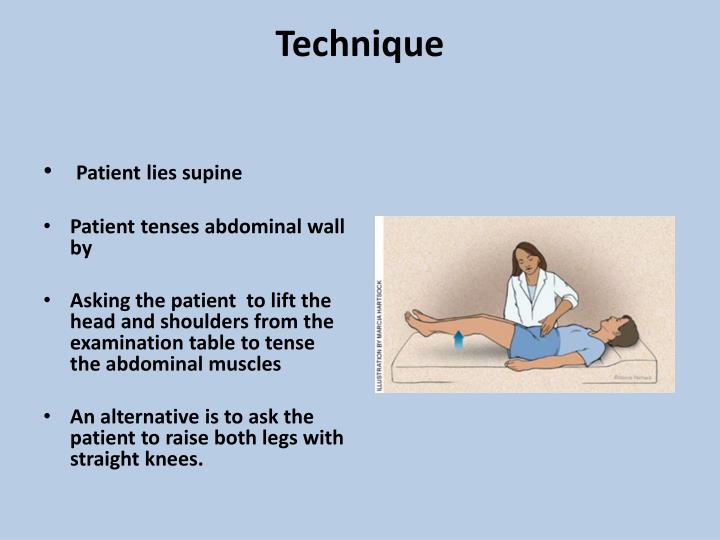 Technique
• Patient lies supine
• Patient tenses abdominal wall
by
• Asking the patient  to lift the
head and shoulders from the
examination table to tense
the abdominal muscles
• An alternative is to ask the
patient to raise both legs with
straight knees.
ILLUSTRATION BY MARCIA HARTSOCK